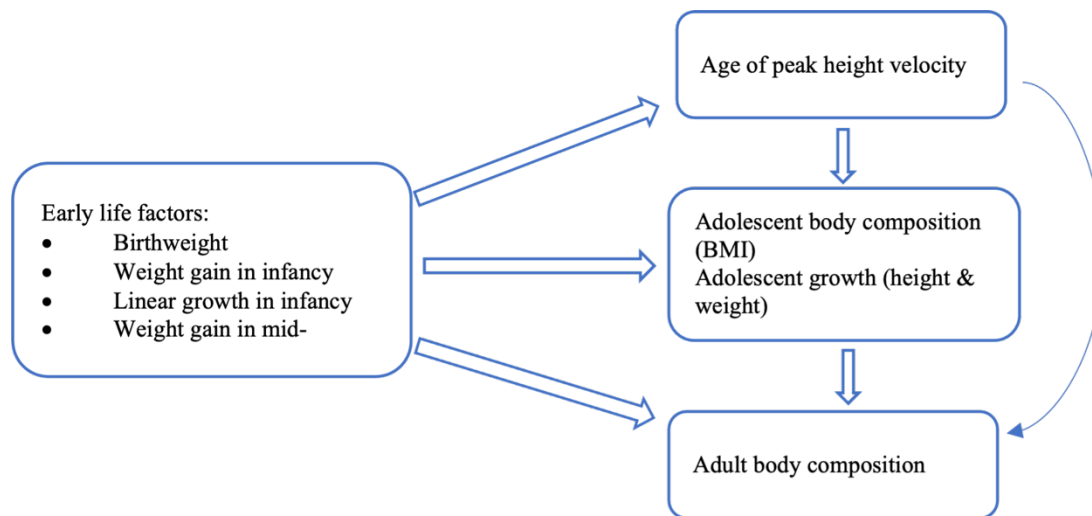 Age of peak height velocity
Early life factors:
• Birthweight
• Weight gain in infancy
• Linear growth in infancy
• Weight gain in mid-
Adolescent body composition
(BMI)
Adolescent growth (height &
weight)
Adult body composition